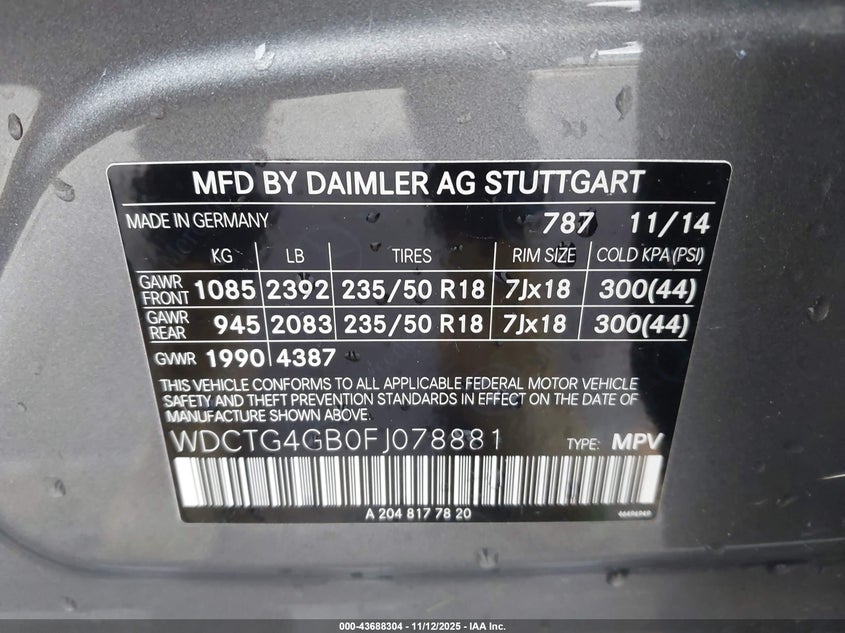 MFD BY DAIMLER AG STUTTGART
MADE IN GERMANY 787 11/14
KG LB TIRES RIM SIZE COLD KPA (PSI)
GAWR FRONT 1085 2392 235/50 R18 7Jx18 300(44)
GAWR REAR 945 2083 235/50 R18 7Jx18 300(44)
GVWR 1990 4387
THIS VEHICLE CONFORMS TO ALL APPLICABLE FEDERAL MOTOR VEHICLE
SAFETY AND THEFT PREVENTION STANDARDS IN EFFECT ON THE DATE OF
MANUFACTURE SHOWN ABOVE.
WDCTG4GB0FJ078881 TYPE: MPV
A 204 817 78 20
000-43688304 - 11/12/2025 - IAA Inc.